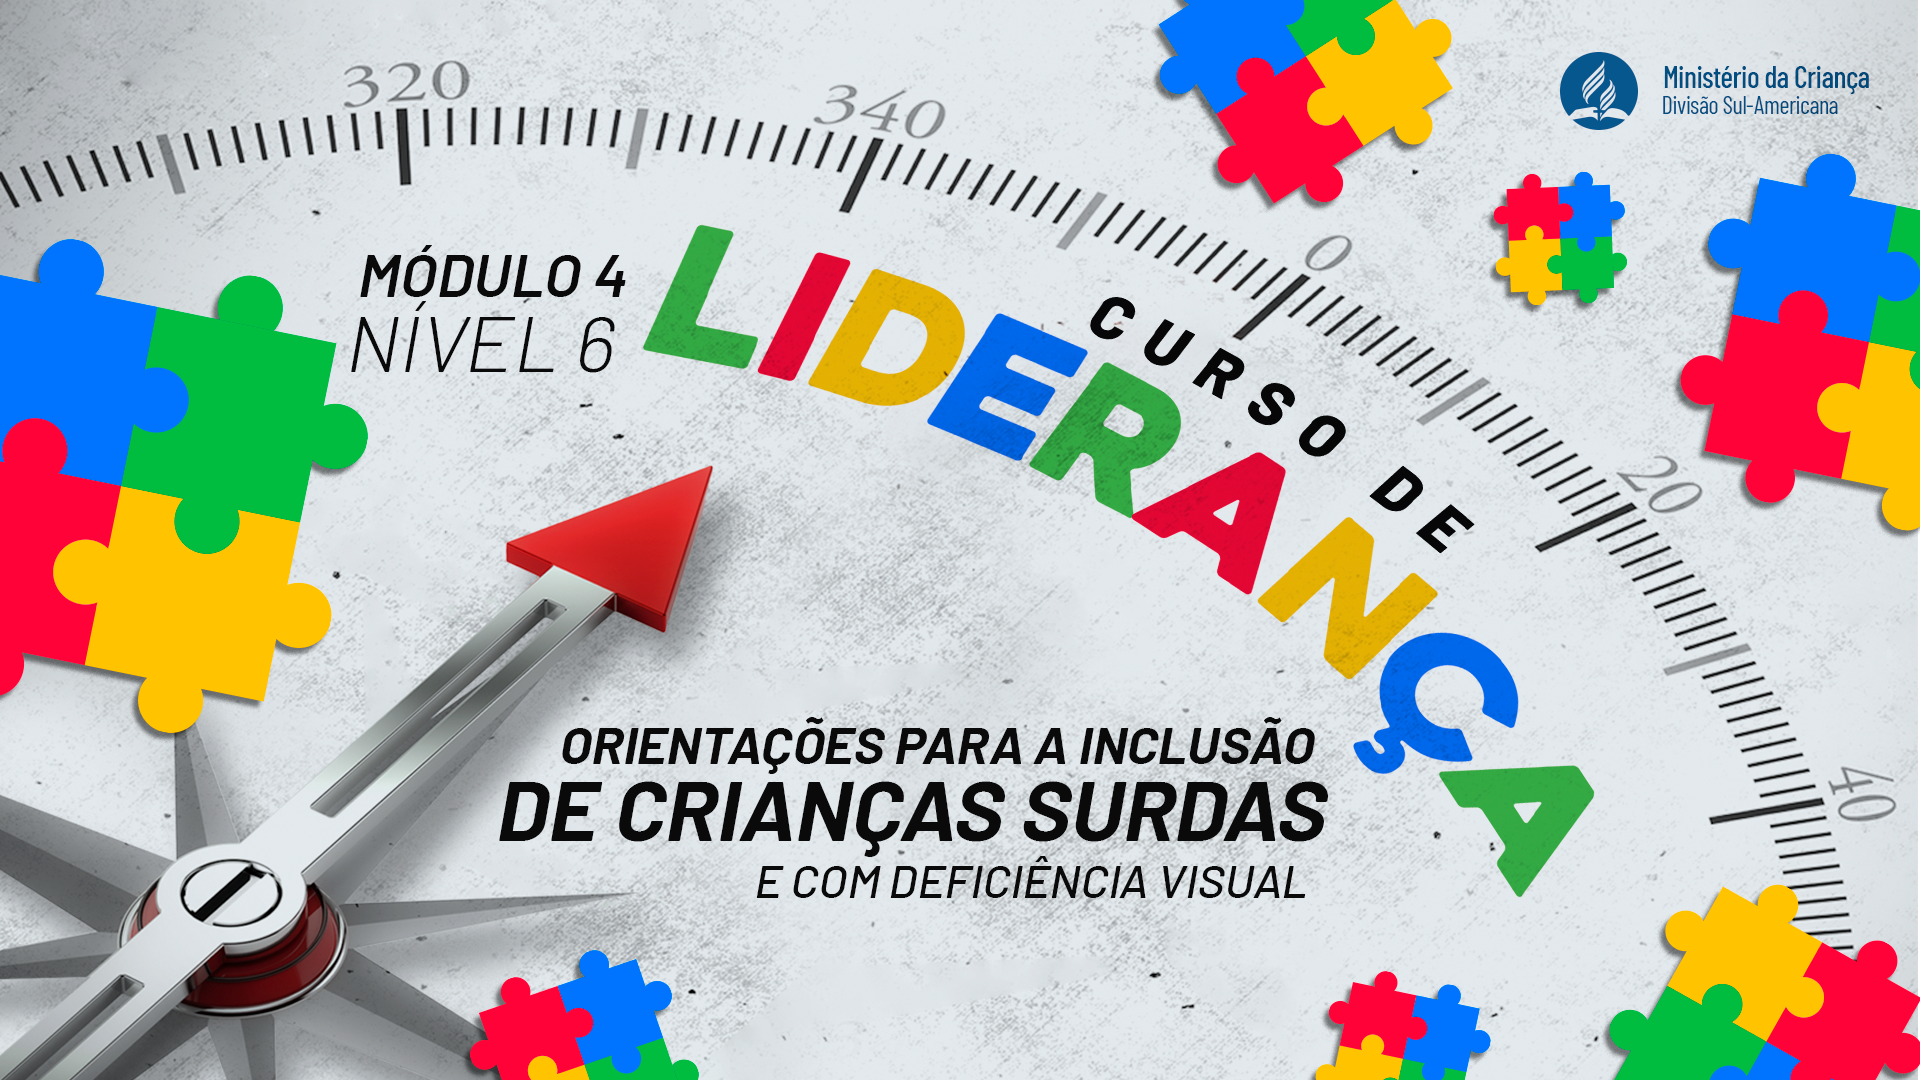 320
340
0
20
40
Ministério da Criança
Divisão Sul-Americana
MÓDULO 4
NÍVEL 6
CURSO DE
LIDERANÇA
ORIENTAÇÕES PARA A INCLUSÃO
DE CRIANÇAS SURDAS
E COM DEFICIÊNCIA VISUAL